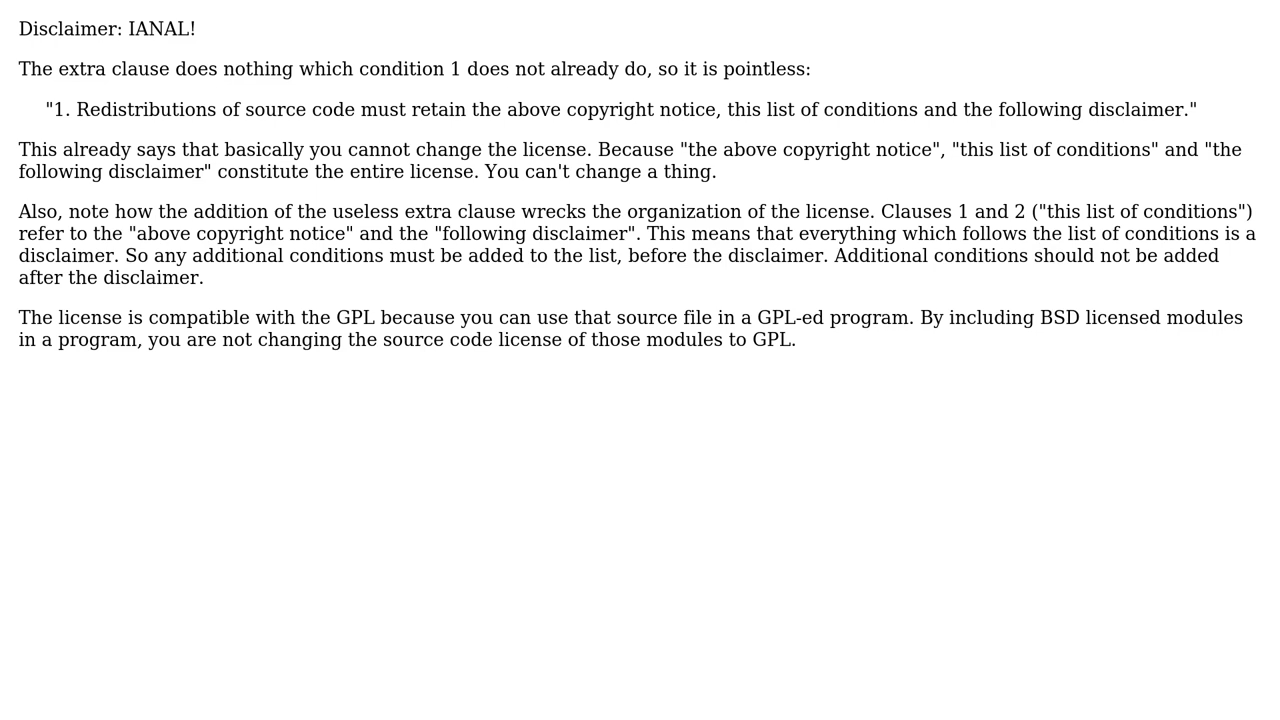 Disclaimer: IANAL!
The extra clause does nothing which condition 1 does not already do, so it is pointless:
"1. Redistributions of source code must retain the above copyright notice, this list of conditions and the following disclaimer."
This already says that basically you cannot change the license. Because "the above copyright notice", "this list of conditions" and "the
following disclaimer" constitute the entire license. You can't change a thing.
Also, note how the addition of the useless extra clause wrecks the organization of the license. Clauses 1 and 2 ("this list of conditions")
refer to the "above copyright notice" and the "following disclaimer". This means that everything which follows the list of conditions is a
disclaimer. So any additional conditions must be added to the list, before the disclaimer. Additional conditions should not be added
after the disclaimer.
The license is compatible with the GPL because you can use that source file in a GPL-ed program. By including BSD licensed modules
in a program, you are not changing the source code license of those modules to GPL.